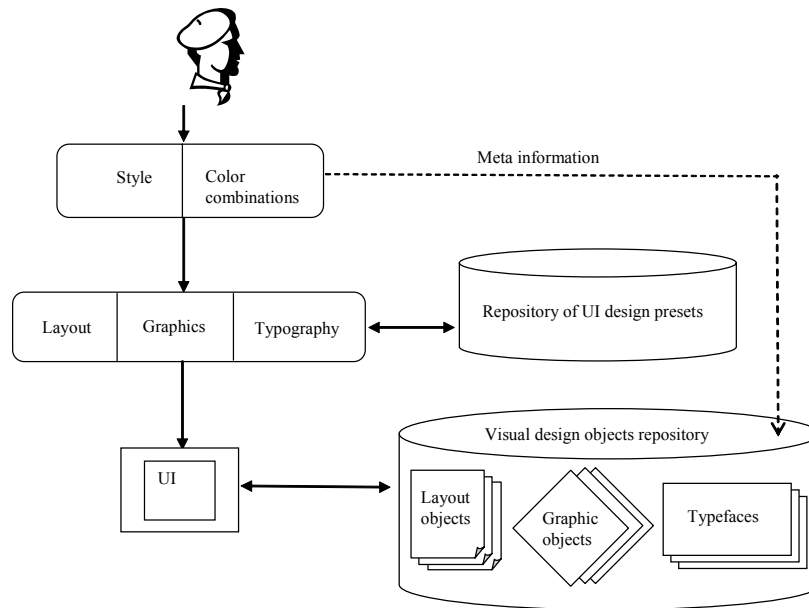 Style
Color
combinations
Meta information
Layout
Graphics
Typography
Repository of UI design presets
UI
Visual design objects repository
Layout
objects
Graphic
objects
Typefaces